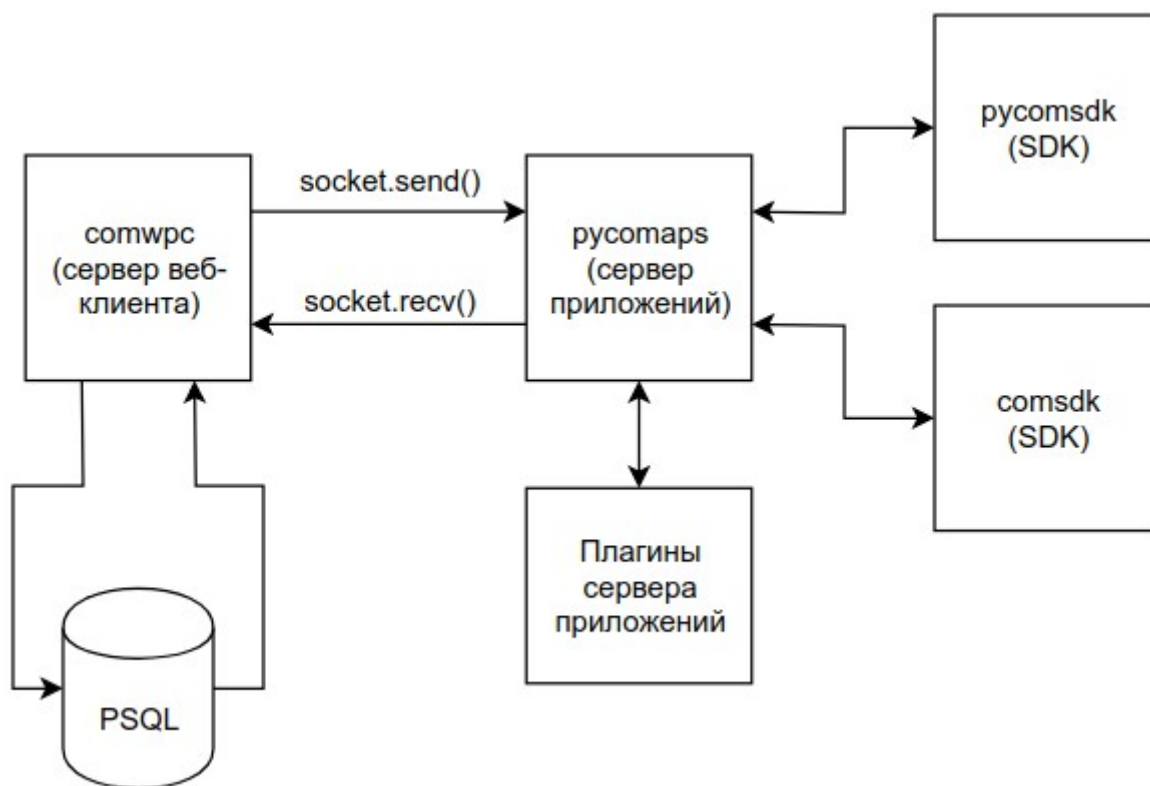 pycomsdk
(SDK)
socket.send()
comwpc
(сервер веб-
клиента)
pycomaps
(сервер
приложений)
socket.recv()
comsdk
(SDK)
Плагины
сервера
приложений
PSQL